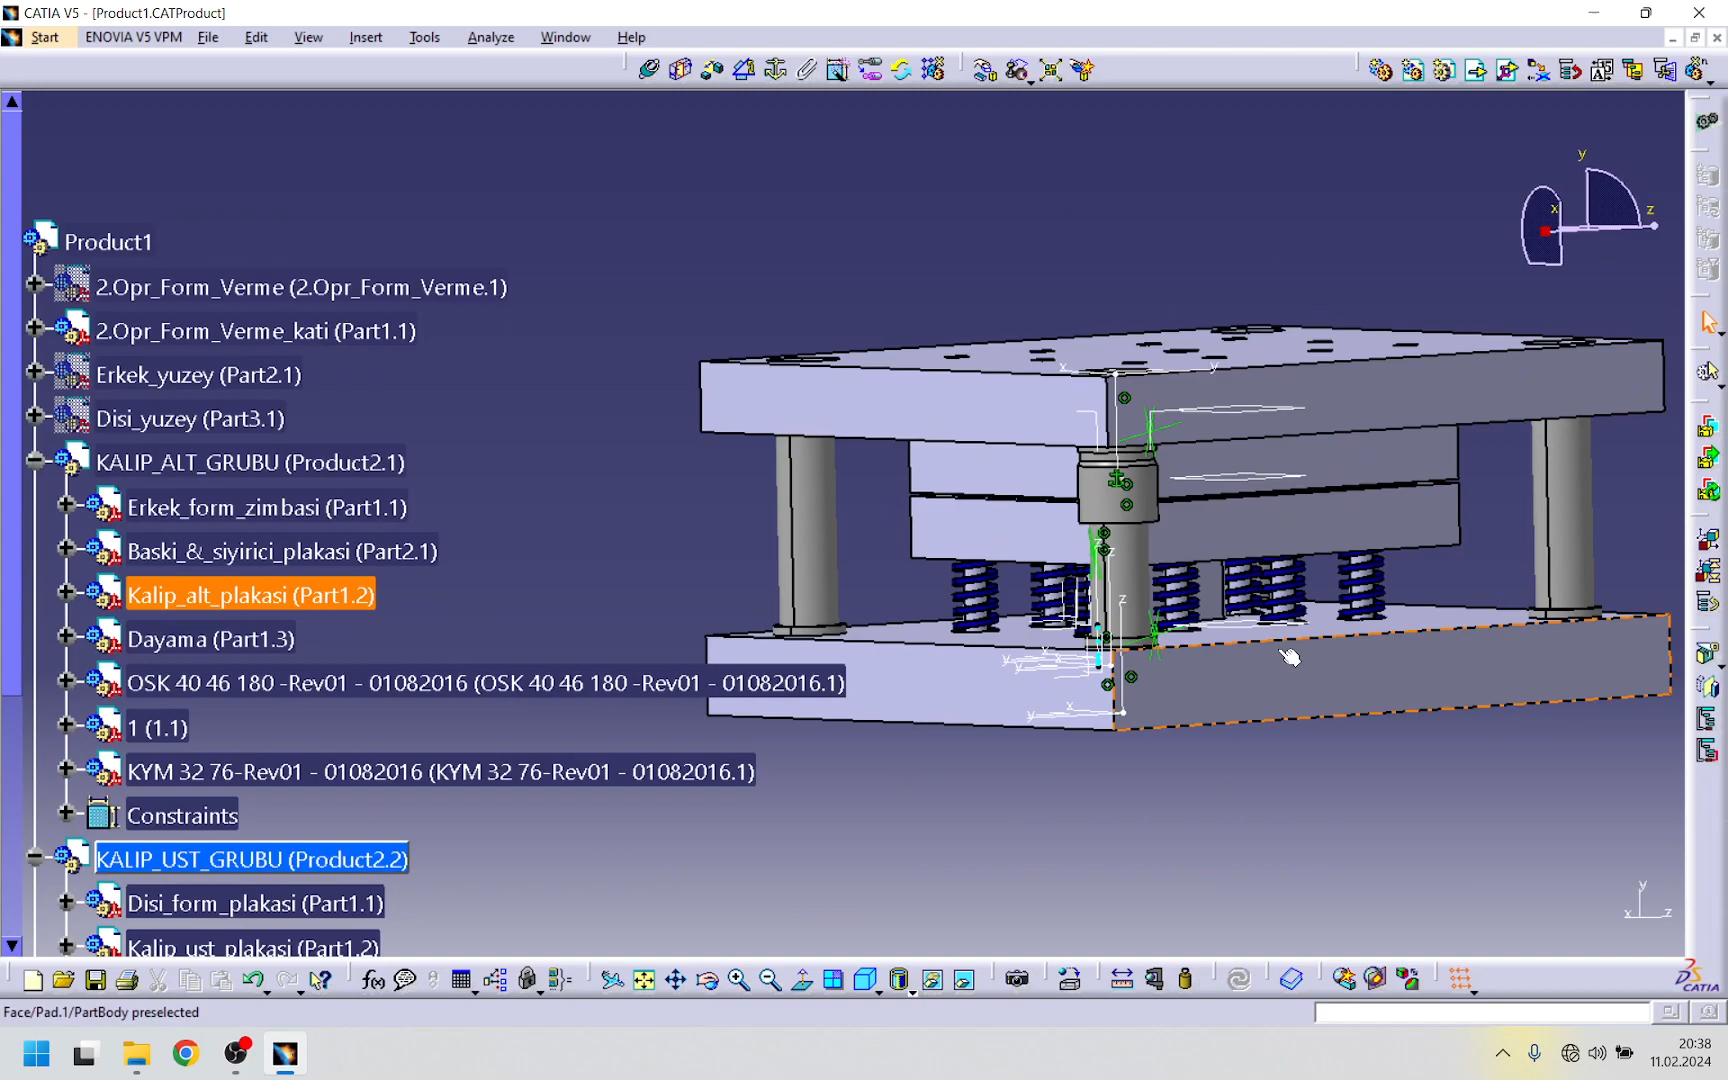 CATIA V5 - [Product1.CATProduct]
Start ENOVIA V5 VPM File Edit View Insert Tools Analyze Window Help
Product1
2.Opr_Form_Verme (2.Opr_Form_Verme.1)
2.Opr_Form_Verme_kati (Part1.1)
Erkek_yuzey (Part2.1)
Disi_yuzey (Part3.1)
KALIP_ALT_GRUBU (Product2.1)
Erkek_form_zimbasi (Part1.1)
Baski_&_siyirici_plakasi (Part2.1)
Kalip_alt_plakasi (Part1.2)
Dayama (Part1.3)
OSK 40 46 180 -Rev01 - 01082016 (OSK 40 46 180 -Rev01 - 01082016.1)
1 (1.1)
KYM 32 76-Rev01 - 01082016 (KYM 32 76-Rev01 - 01082016.1)
Constraints
KALIP_UST_GRUBU (Product2.2)
Disi_form_plakasi (Part1.1)
Kalip_ust_plakasi (Part1.2)
y
x
z
x
y
z
z
z
x
y
x
y
x
y
y
x
z
CATIA
Face/Pad.1/PartBody preselected
20:38
11.02.2024